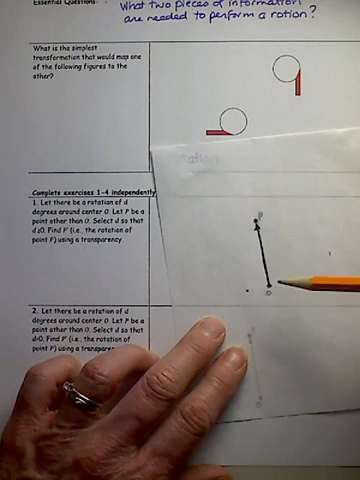 Essential Questions:
What two pieces of information
are needed to perform a rotion?
What is the simplest
transformation that would map one
of the following figures to the
other?
rotation
Complete exercises 1-4 independently
1. Let there be a rotation of d
degrees around center O. Let P be a
point other than O. Select d so that
d≥0. Find P' (i.e., the rotation of
point P) using a transparency.
P
O
2. Let there be a rotation of d
degrees around center O. Let P be a
point other than O. Select d so that
d<0. Find P' (i.e., the rotation of
point P) using a transparen
P
O